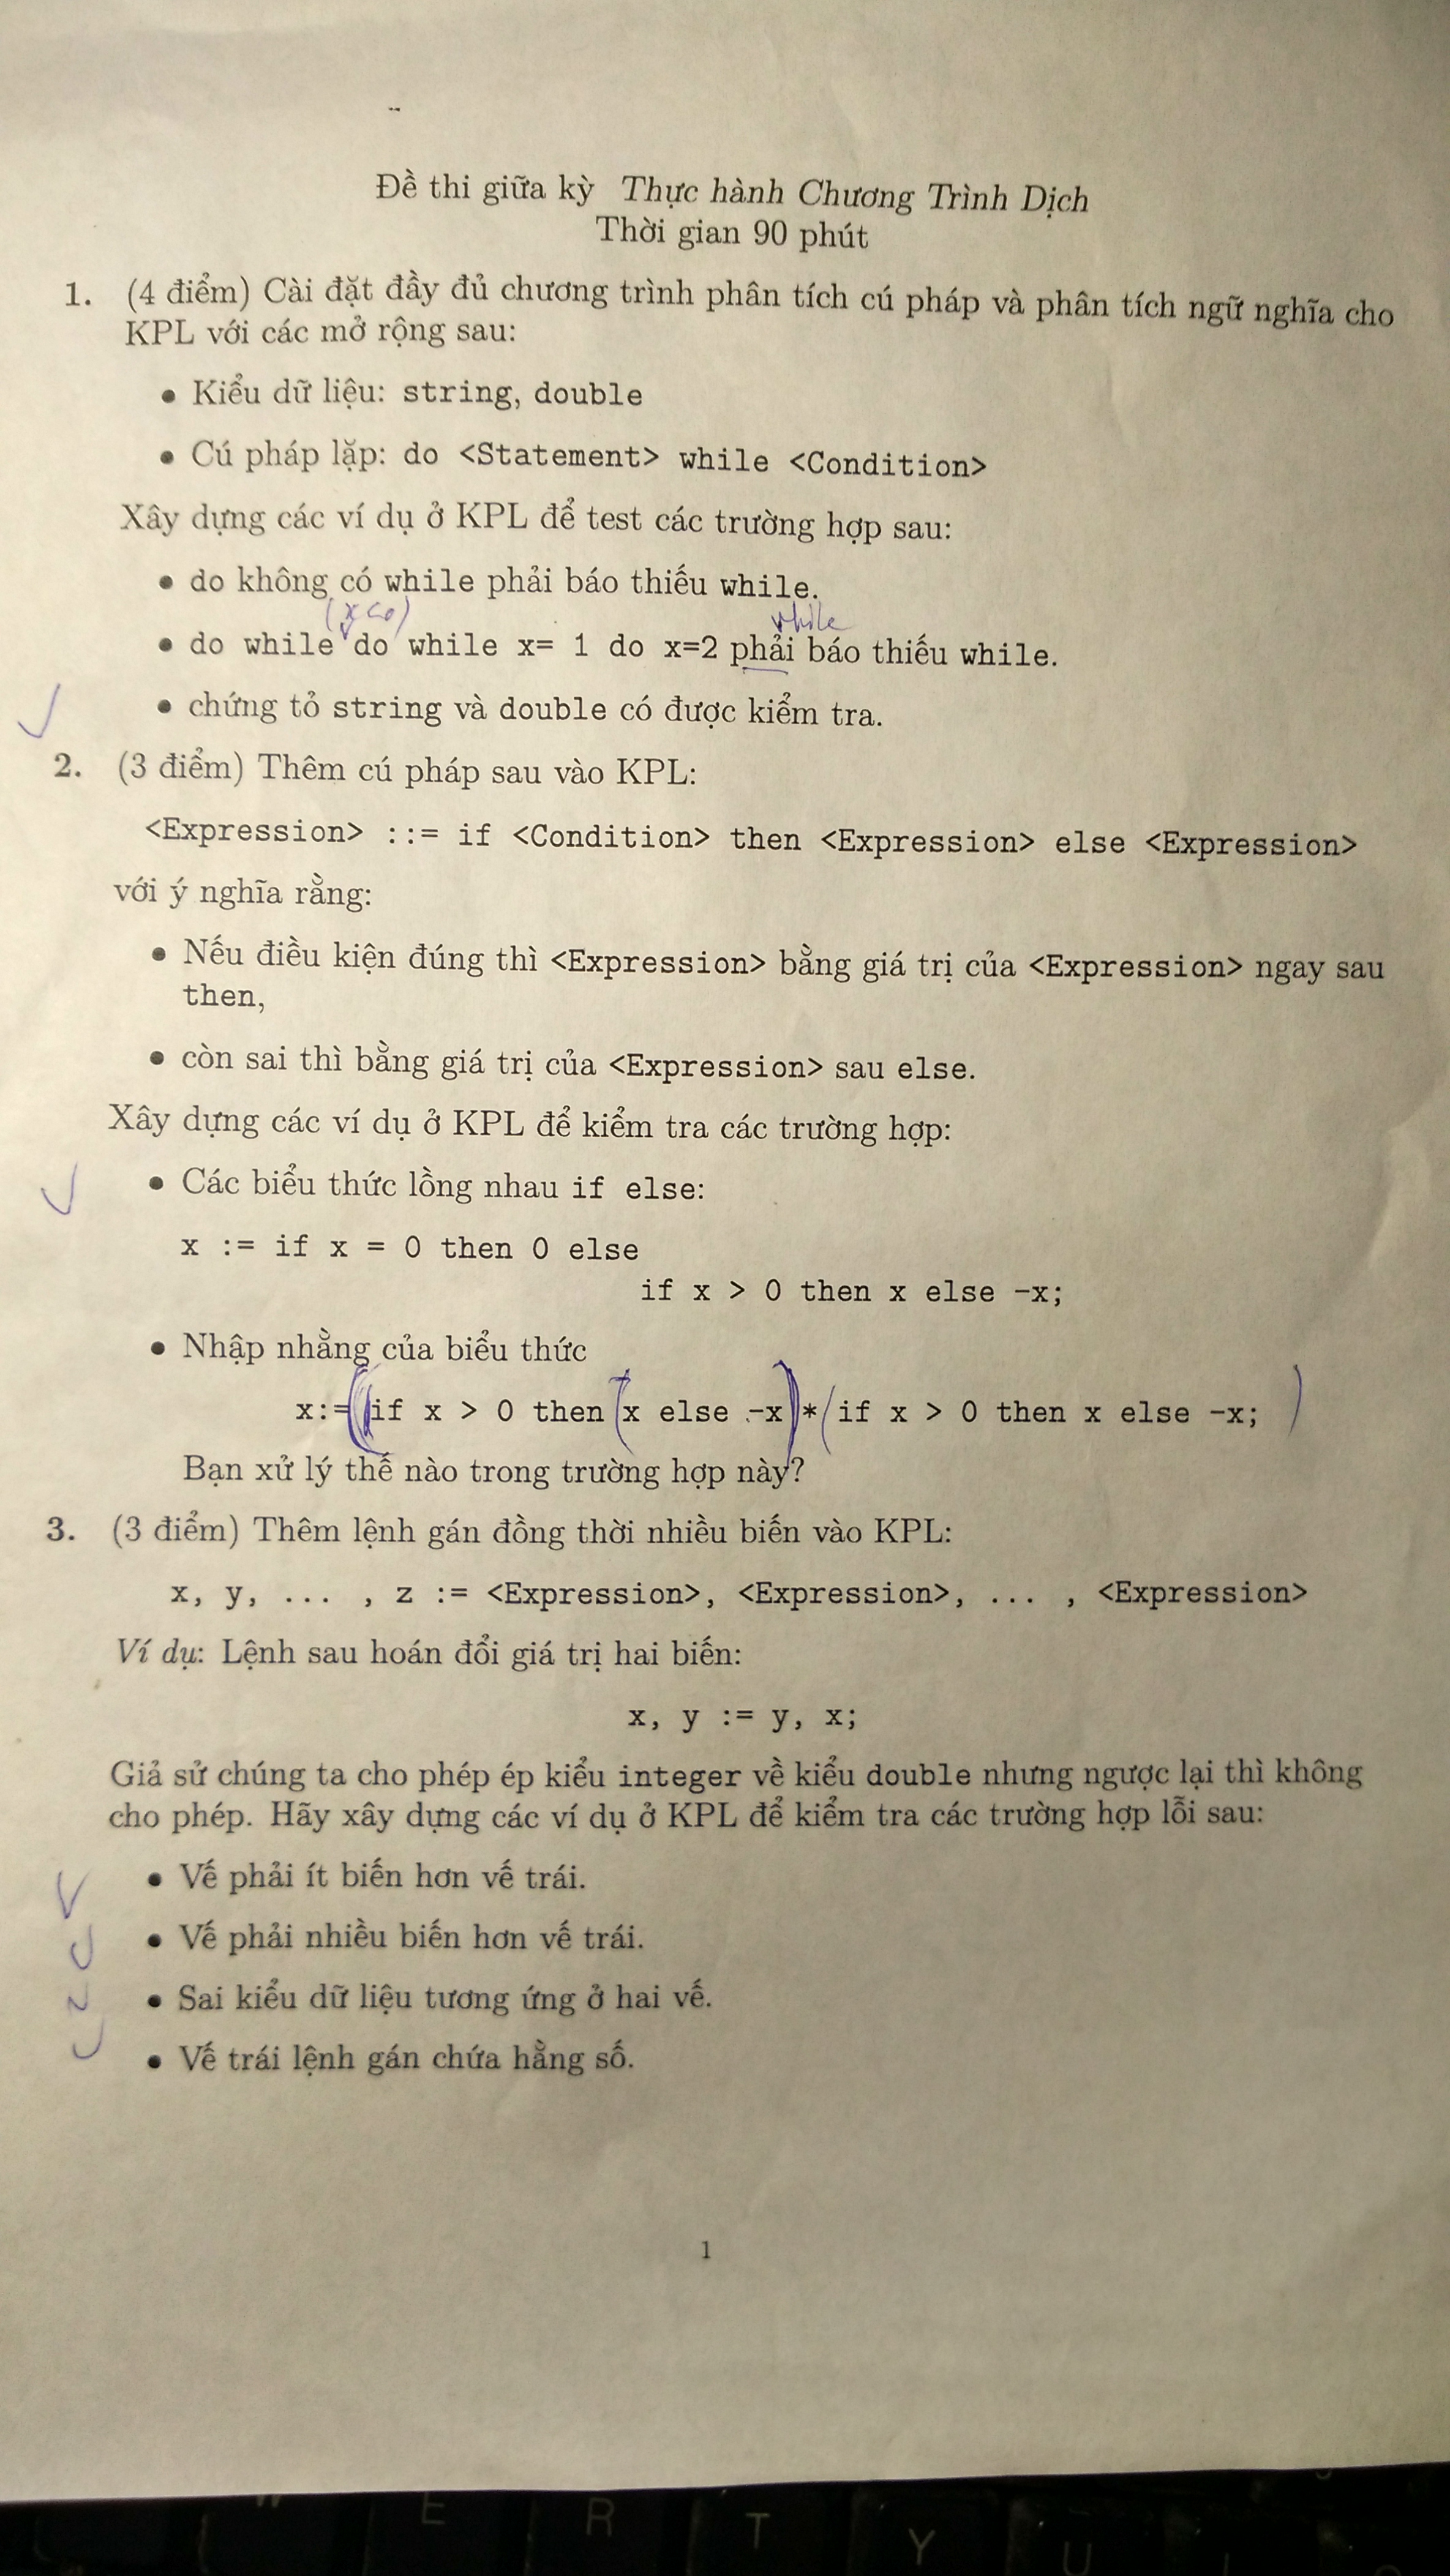 Đề thi giữa kỳ Thực hành Chương Trình Dịch
Thời gian 90 phút
1. (4 điểm) Cài đặt đầy đủ chương trình phân tích cú pháp và phân tích ngữ nghĩa cho
KPL với các mở rộng sau:
• Kiểu dữ liệu: string, double
• Cú pháp lặp: do <Statement> while <Condition>
Xây dựng các ví dụ ở KPL để test các trường hợp sau:
• do không có while phải báo thiếu while.
(x<0) while
• do while do while x= 1 do x=2 phải báo thiếu while.
• chứng tỏ string và double có được kiểm tra.
2. (3 điểm) Thêm cú pháp sau vào KPL:
<Expression> ::= if <Condition> then <Expression> else <Expression>
với ý nghĩa rằng:
• Nếu điều kiện đúng thì <Expression> bằng giá trị của <Expression> ngay sau
then,
• còn sai thì bằng giá trị của <Expression> sau else.
Xây dựng các ví dụ ở KPL để kiểm tra các trường hợp:
• Các biểu thức lồng nhau if else:
x := if x = 0 then 0 else
if x > 0 then x else -x;
• Nhập nhằng của biểu thức
x:=if x > 0 then x else -x*if x > 0 then x else -x;
Bạn xử lý thế nào trong trường hợp này?
3. (3 điểm) Thêm lệnh gán đồng thời nhiều biến vào KPL:
x, y, ... , z := <Expression>, <Expression>, ... , <Expression>
Ví dụ: Lệnh sau hoán đổi giá trị hai biến:
x, y := y, x;
Giả sử chúng ta cho phép ép kiểu integer về kiểu double nhưng ngược lại thì không
cho phép. Hãy xây dựng các ví dụ ở KPL để kiểm tra các trường hợp lỗi sau:
• Vế phải ít biến hơn vế trái.
• Vế phải nhiều biến hơn vế trái.
• Sai kiểu dữ liệu tương ứng ở hai vế.
• Vế trái lệnh gán chứa hằng số.
1
E R T Y U